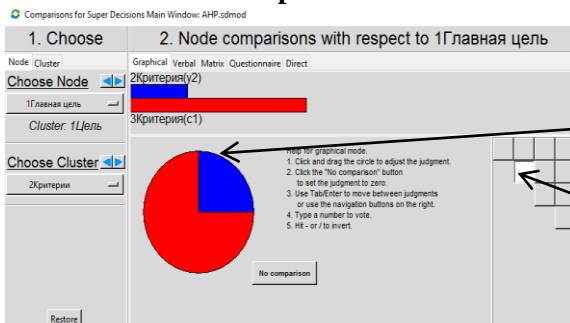 Comparisons for Super Decisions Main Window: AHP.sdmod
1. Choose
2. Node comparisons with respect to 1Главная цель
Node Cluster
Graphical Verbal Matrix Questionnaire Direct
Choose Node
1Главная цель
Cluster: 1Цель
Choose Cluster
2Критерии
Restore
2Критерия(y2)
3Критерия(c1)
Help for graphical mode.
1. Click and drag the circle to adjust the judgment.
2. Click the "No comparison" button
to set the judgment to zero.
3. Use Tab/Enter to move between judgments
or use the navigation buttons on the right.
4. Type a number to vote.
5. Hit - or / to invert.
No comparison